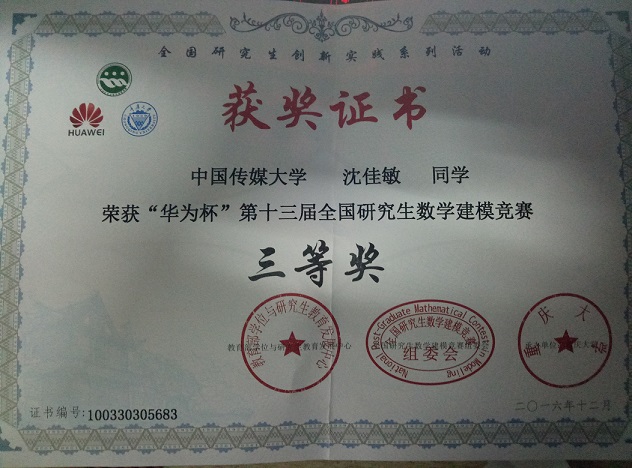 全国研究生创新实践系列活动
获奖证书
HUAWEI
中国传媒大学 沈佳敏 同学
荣获“华为杯”第十三届全国研究生数学建模竞赛
三等奖
教育部学位与研究生教育发展中心
National Post-Graduate Mathematical Contest in Modeling
全国研究生数学建模竞赛
组委会
重庆大学
证书编号:100330305683
二〇一六年十二月